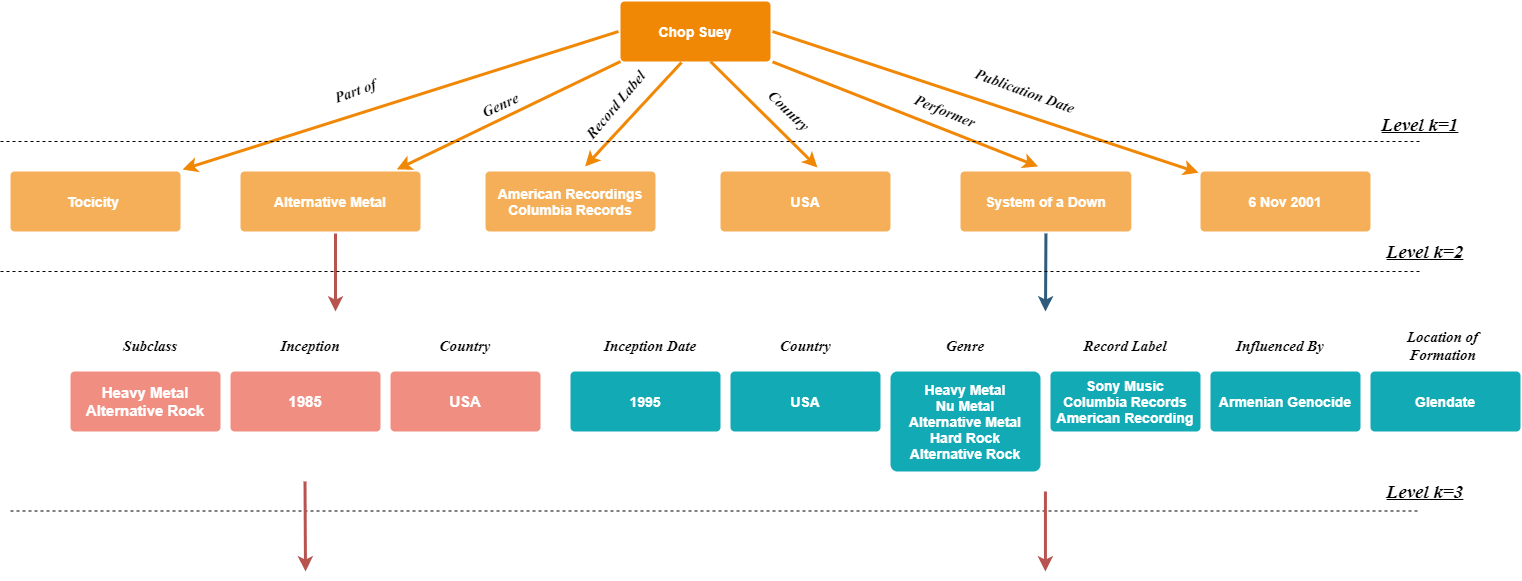 Chop Suey
Part of
Genre
Record Label
Country
Performer
Publication Date
Level k=1
Tocicity
Alternative Metal
American Recordings
Columbia Records
USA
System of a Down
6 Nov 2001
Level k=2
Subclass
Inception
Country
Inception Date
Country
Genre
Record Label
Influenced By
Location of
Formation
Heavy Metal
Alternative Rock
1985
USA
1995
USA
Heavy Metal
Nu Metal
Alternative Metal
Hard Rock
Alternative Rock
Sony Music
Columbia Records
American Recording
Armenian Genocide
Glendate
Level k=3